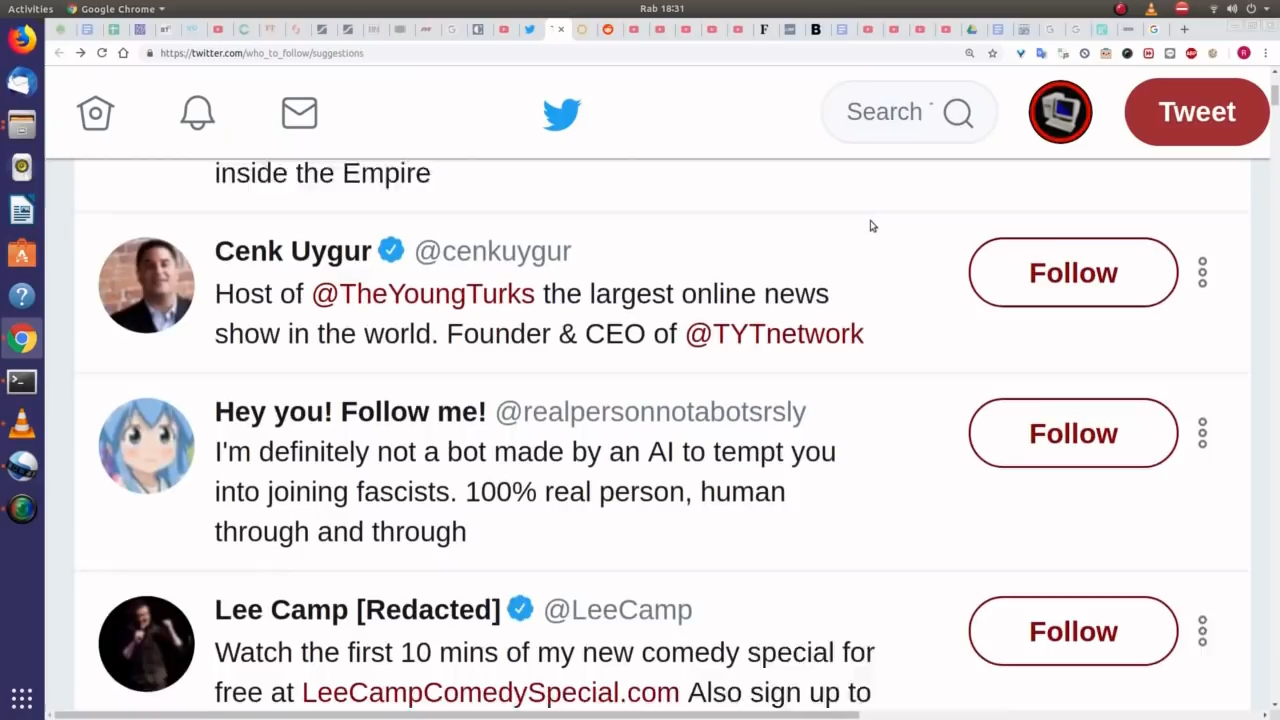 Activities
Google Chrome
Rab 18:31
https://twitter.com/who_to_follow/suggestions
Search
Tweet
inside the Empire
Cenk Uygur @cenkuygur
Follow
Host of @TheYoungTurks the largest online news
show in the world. Founder & CEO of @TYTnetwork
Hey you! Follow me! @realpersonnotabotsrsly
Follow
I'm definitely not a bot made by an AI to tempt you
into joining fascists. 100% real person, human
through and through
Lee Camp [Redacted] @LeeCamp
Follow
Watch the first 10 mins of my new comedy special for
free at LeeCampComedySpecial.com Also sign up to